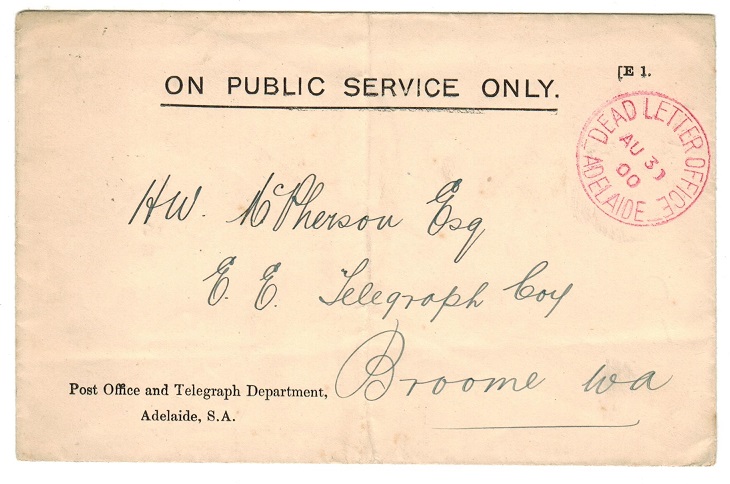 [E 1.
ON PUBLIC SERVICE ONLY.
DEAD LETTER OFFICE
AU 31
00
ADELAIDE
H.W. McPherson Esq
E. E. Telegraph Coy
Broome Wa
Post Office and Telegraph Department,
Adelaide, S.A.